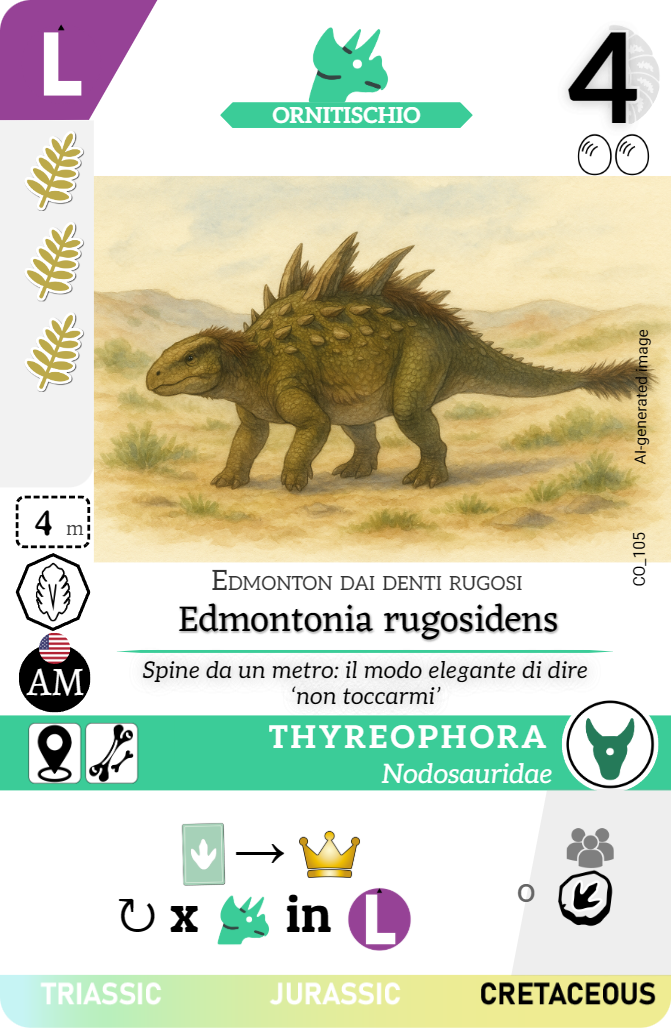 L
ORNITISCHIO
4
AI-generated image
4 m
CO_105
EDMONTON DAI DENTI RUGOSI
Edmontonia rugosidens
AM
Spine da un metro: il modo elegante di dire
‘non toccarmi’
THYREOPHORA
Nodosauridae
x in L
o
TRIASSIC JURASSIC CRETACEOUS